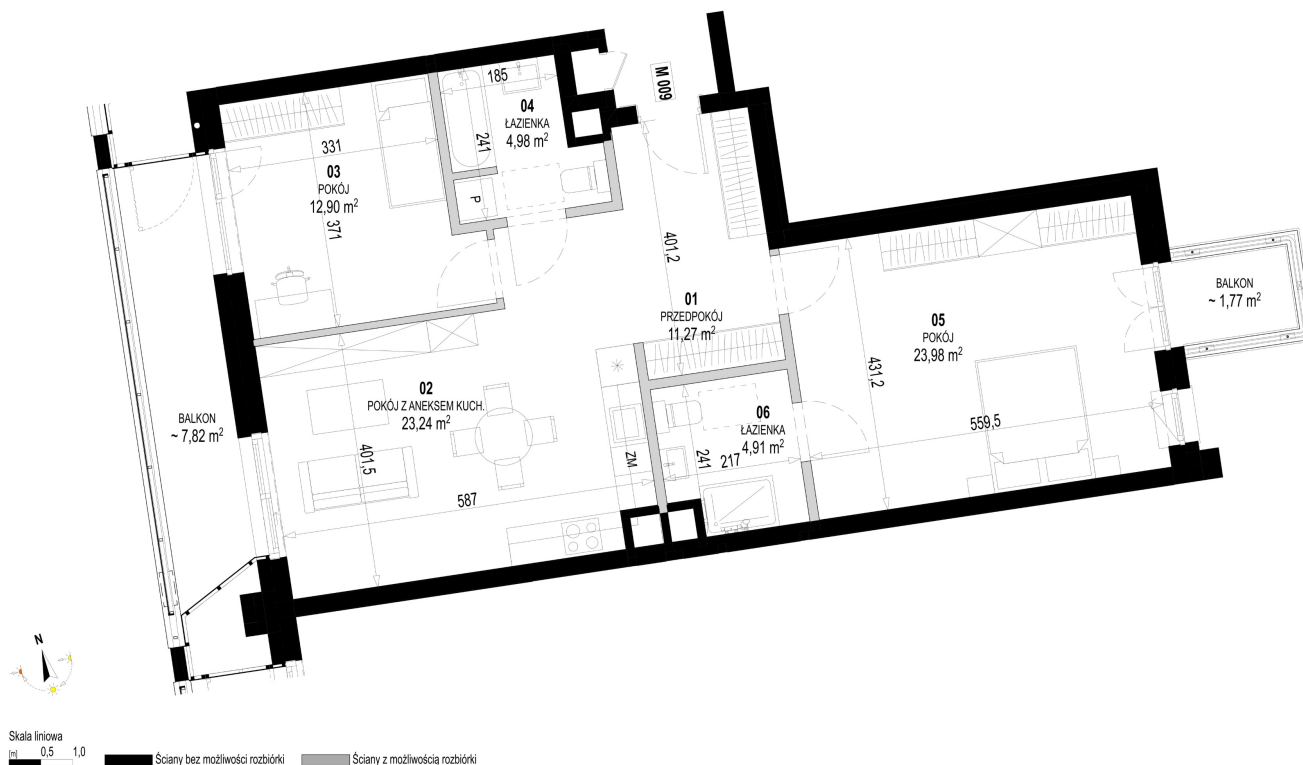 M 009
185
04
ŁAZIENKA
4,98 m²
241
P
331
03
POKÓJ
12,90 m²
371
401,2
01
PRZEDPOKÓJ
11,27 m²
BALKON
~ 1,77 m²
05
POKÓJ
23,98 m²
431,2
559,5
02
POKÓJ Z ANEKSEM KUCH.
23,24 m²
401,5
587
ZM
06
ŁAZIENKA
4,91 m²
241
217
BALKON
~ 7,82 m²
N
Skala liniowa
[m] 0,5 1,0
Ściany bez możliwości rozbiórki
Ściany z możliwością rozbiórki